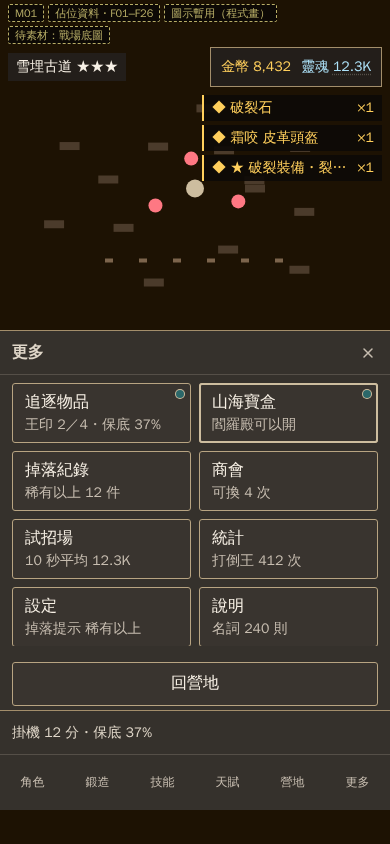 M01 佔位資料・F01–F26 圖示暫用（程式畫）
待素材：戰場底圖
雪埋古道 ★★★
金幣 8,432 靈魂 12.3K
◆ 破裂石 ×1
◆ 霜咬 皮革頭盔 ×1
◆ ★ 破裂裝備・裂… ×1
更多 ×
追逐物品
王印 2／4・保底 37%
山海寶盒
閻羅殿可以開
掉落紀錄
稀有以上 12 件
商會
可換 4 次
試招場
10 秒平均 12.3K
統計
打倒王 412 次
設定
掉落提示 稀有以上
說明
名詞 240 則
回營地
掛機 12 分・保底 37%
角色 鍛造 技能 天賦 營地 更多